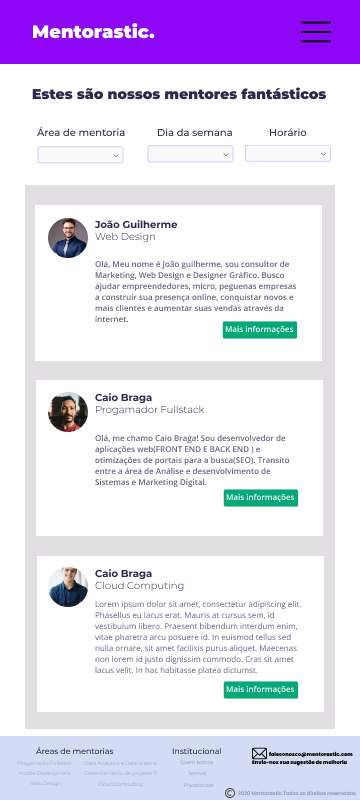 Mentorastic.
Estes são nossos mentores fantásticos
Área de mentoria Dia da semana Horário
João Guilherme
Web Design
Olá, Meu nome é João guilherme, sou consultor de
Marketing, Web Design e Designer Gráfico. Busco
ajudar empreendedores, micro, pequenas empresas
a construir sua presença online, conquistar novos e
mais clientes e aumentar suas vendas através da
internet.
Mais informações
Caio Braga
Progamador Fullstack
Olá, me chamo Caio Braga! Sou desenvolvedor de
aplicações web(FRONT END E BACK END ) e
otimizações de portais para a busca(SEO). Transito
entre a área de Análise e desenvolvimento de
Sistemas e Marketing Digital.
Mais informações
Caio Braga
Cloud Computing
Lorem ipsum dolor sit amet, consectetur adipiscing elit.
Phasellus eu lacus erat. Mauris at cursus sem, id
vestibulum libero. Praesent bibendum interdum enim,
vitae pharetra arcu posuere id. In euismod tellus sed
nulla ornare, sit amet facilisis purus aliquet. Maecenas
non lorem id justo dignissim commodo. Cras sit amet
lacus velit. In hac habitasse platea dictumst.
Mais informações
Áreas de mentorias
Programação Fullstack
mobile Development
Web Design
Data Analytics e Data science
Gerenciamento de projetos TI
Cloud Computing
Institucional
Quem somos
Termos
Precisamos
faleconosco@mentorastic.com
Envie-nos sua sugestão de melhoria
© 2020 Mentorastic.Todos os direitos reservados.